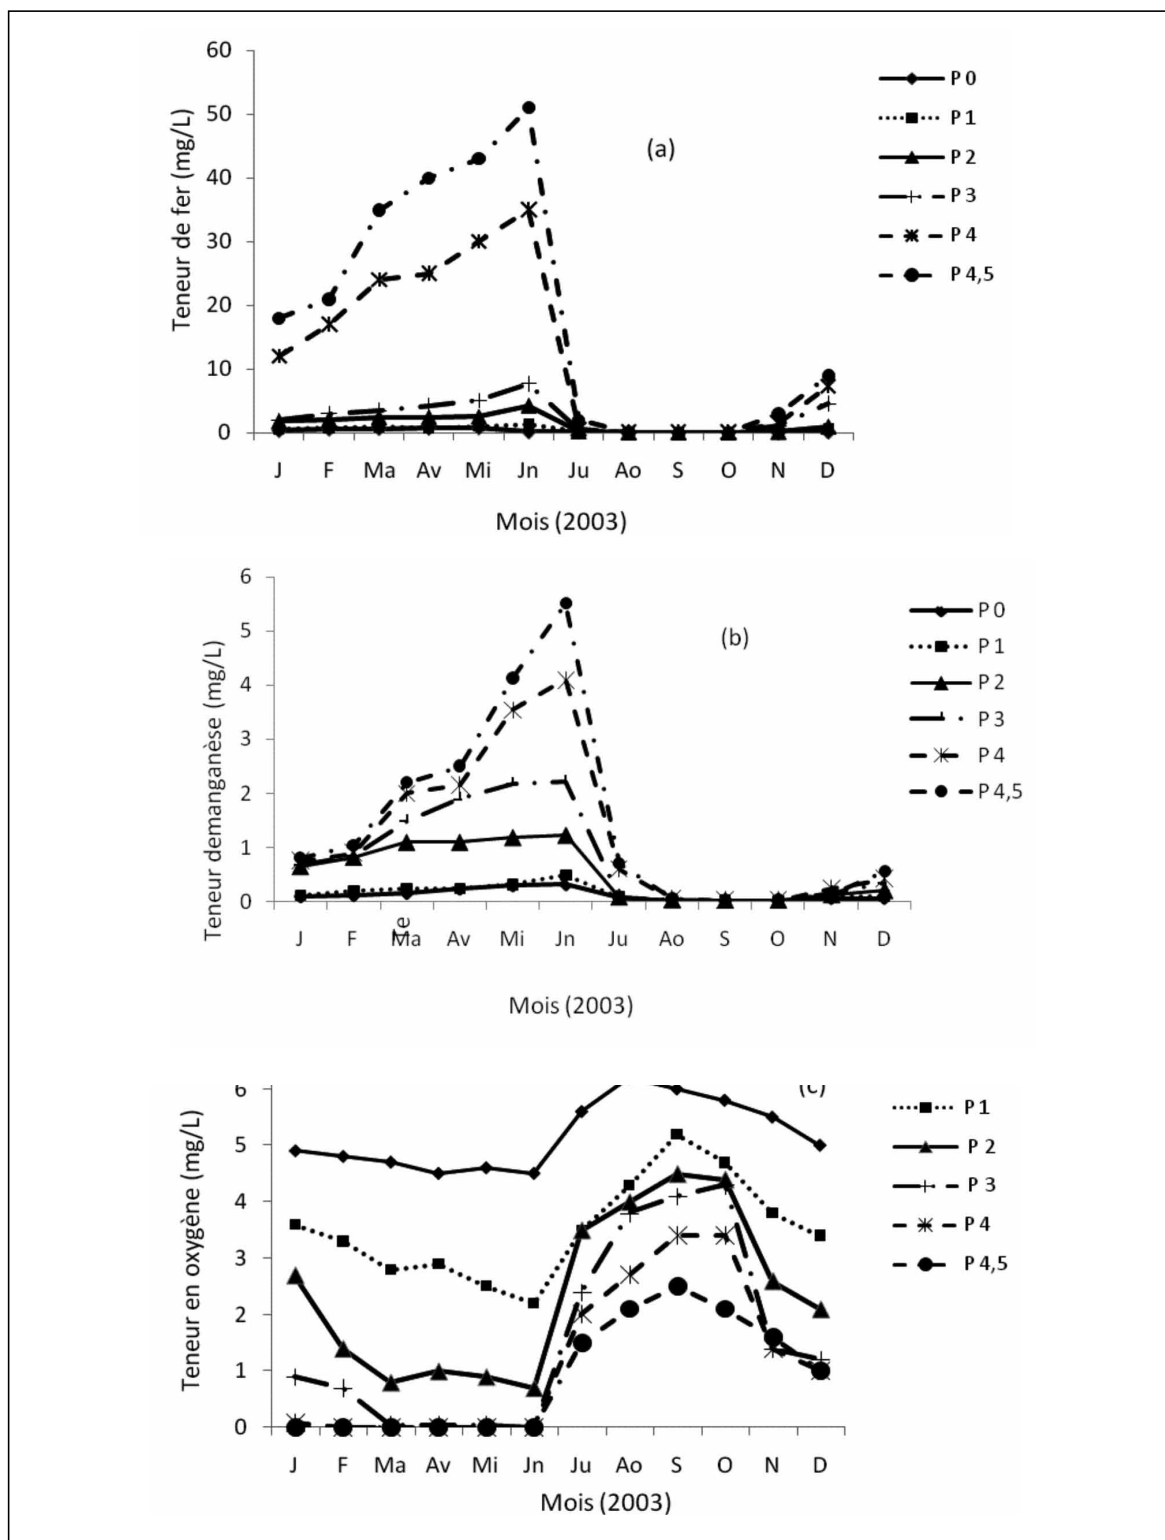 60
50
40
30
20
10
0
Teneur de fer (mg/L)
(a)
P 0
P 1
P 2
P 3
P 4
P 4,5
J F Ma Av Mi Jn Ju Ao S O N D
Mois (2003)
6
5
4
3
2
1
0
Teneur demanganèse (mg/L)
(b)
P 0
P 1
P 2
P 3
P 4
P 4,5
J F Ma Av Mi Jn Ju Ao S O N D
Te
Mois (2003)
6
5
4
3
2
1
0
Teneur en oxygène (mg/L)
(c)
P 1
P 2
P 3
P 4
P 4,5
J F Ma Av Mi Jn Ju Ao S O N D
Mois (2003)